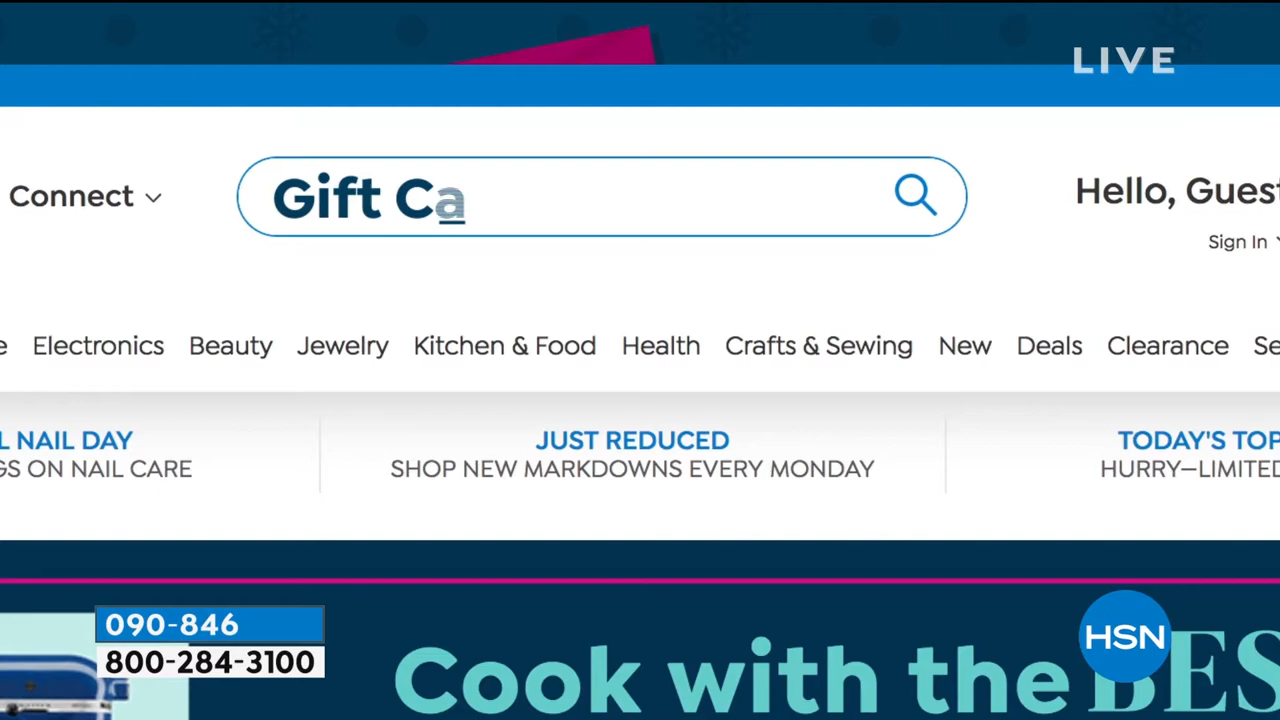 LIVE
Connect
Gift Ca
Hello, Guest
Sign In
e Electronics Beauty Jewelry Kitchen & Food Health Crafts & Sewing New Deals Clearance Se
L NAIL DAY
GS ON NAIL CARE
JUST REDUCED
SHOP NEW MARKDOWNS EVERY MONDAY
TODAY'S TOP
HURRY—LIMITED
090-846
800-284-3100
Cook with the BES
HSN